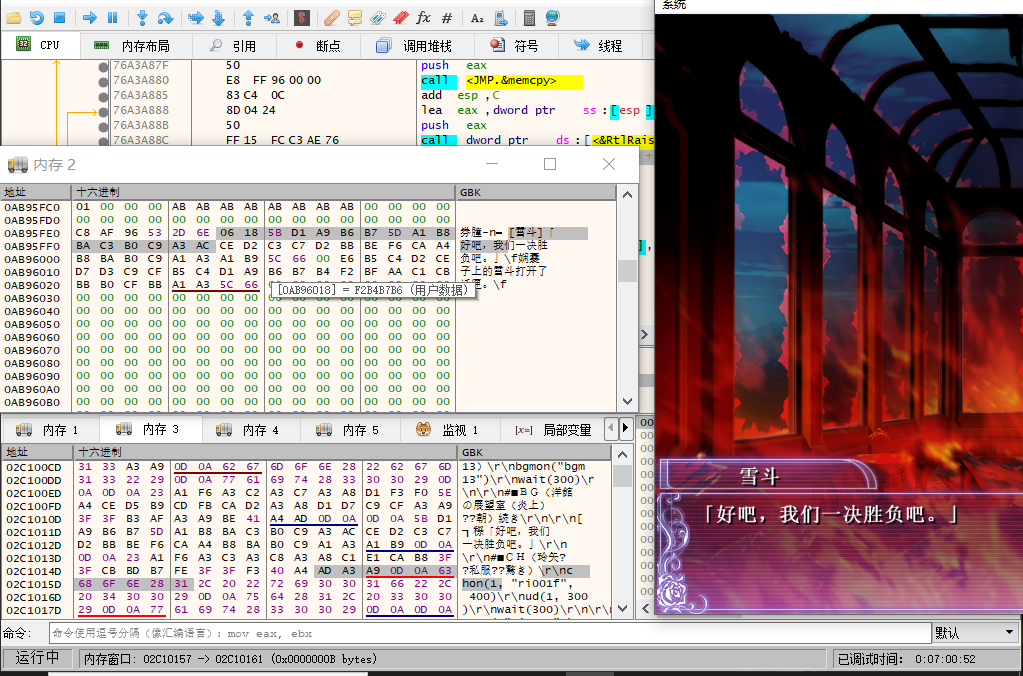 CPU 内存布局 引用 断点 调用堆栈 符号 线程
系统
76A3A87F 50 push eax
76A3A880 E8 FF 96 00 00 call <JMP.&memcpy>
76A3A885 83 C4 0C add esp,C
76A3A888 8D 04 24 lea eax,dword ptr ss:[esp]
76A3A88B 50 push eax
76A3A88C FF 15 FC C3 AE 76 call dword ptr ds:[<&RtlRais
内存 2
地址 十六进制 GBK
0AB95FC0 01 00 00 00 AB AB AB AB AB AB AB AB 00 00 00 00
0AB95FD0 00 00 00 00 00 00 00 00 00 00 00 00 00 00 00 00
0AB95FE0 C8 AF 96 53 2D 6E 06 18 5B D1 A9 B6 B7 5D A1 B8 [雪斗]「
0AB95FF0 BA C3 B0 C9 A3 AC CE D2 C3 C7 D2 BB BE F6 CA A4 好吧，我们一决胜
0AB96000 B8 BA B0 C9 A1 A3 A1 B9 5C 66 00 E6 B5 C4 D2 CE 负吧。」\f
0AB96010 D7 D3 C9 CF B5 C4 D1 A9 B6 B7 B4 F2 BF AA C1 CB 子上的雪斗打开了
0AB96020 BB B0 CF BB A1 A3 5C 66 。\f
[0AB96018] = F2B4B7B6 (用户数据)
0AB96030 00 00 00 00 00 00 00 00 00 00 00 00 00 00 00 00
0AB96040 00 00 00 00 00 00 00 00 00 00 00 00 00 00 00 00
0AB96050 00 00 00 00 00 00 00 00 00 00 00 00 00 00 00 00
0AB96060 00 00 00 00 00 00 00 00 00 00 00 00 00 00 00 00
0AB96070 00 00 00 00 00 00 00 00 00 00 00 00 00 00 00 00
0AB96080 00 00 00 00 00 00 00 00 00 00 00 00 00 00 00 00
0AB96090 00 00 00 00 00 00 00 00 00 00 00 00 00 00 00 00
0AB960A0 00 00 00 00 00 00 00 00 00 00 00 00 00 00 00 00
0AB960B0 00 00 00 00 00 00 00 00 00 00 00 00 00 00 00 00
内存 1 内存 3 内存 4 内存 5 监视 1 [x=] 局部变量
地址 十六进制 GBK
02C100CD 31 33 A3 A9 0D 0A 62 67 6D 6F 6E 28 22 62 67 6D 13）\r\nbgmon("bgm
02C100DD 31 33 22 29 0D 0A 77 61 69 74 28 33 30 30 29 0D 13")\r\nwait(300)\r
02C100ED 0A 0D 0A 23 A1 F6 A3 C2 A3 C7 A3 A8 D1 F3 F0 5E \n\r\n#■ＢＧ（洋館
02C100FD A4 CE D5 B9 CD FB CA D2 A3 A8 D1 D7 C9 CF A3 A9 の展望室（炎上）
02C1010D 3F 3F B3 AF A3 A9 BE 41 A4 AD 0D 0A 0D 0A 5B D1 ??朝）続き\r\n\r\n[
02C1011D A9 B6 B7 5D A1 B8 BA C3 B0 C9 A3 AC CE D2 C3 C7 「好吧，我们
02C1012D D2 BB BE F6 CA A4 B8 BA B0 C9 A1 A3 A1 B9 0D 0A 一决胜负吧。」\r\n
02C1013D 0D 0A 23 A1 F6 A3 C3 A3 C8 A3 A8 C1 E1 CA B8 3F \r\n#■ＣＨ（玲矢?
02C1014D 3F CB BD B7 FE 3F 3F F3 40 A4 AD A3 A9 0D 0A 63 ?私服??驚き）\r\nc
02C1015D 68 6F 6E 28 31 2C 20 22 72 69 30 30 31 66 22 2C hon(1, "ri001f",
02C1016D 20 34 30 30 29 0D 0A 75 64 28 31 2C 20 33 30 30 400)\r\nud(1, 300
02C1017D 29 0D 0A 77 61 69 74 28 33 30 30 29 0D 0A 0D 0A )\r\nwait(300)\r\n\r\n
雪斗
「好吧，我们一决胜负吧。」
命令: 命令使用逗号分隔（像汇编语言）: mov eax, ebx 默认
运行中 内存窗口: 02C10157 -> 02C10161 (0x0000000B bytes) 已调试时间: 0:07:00:52